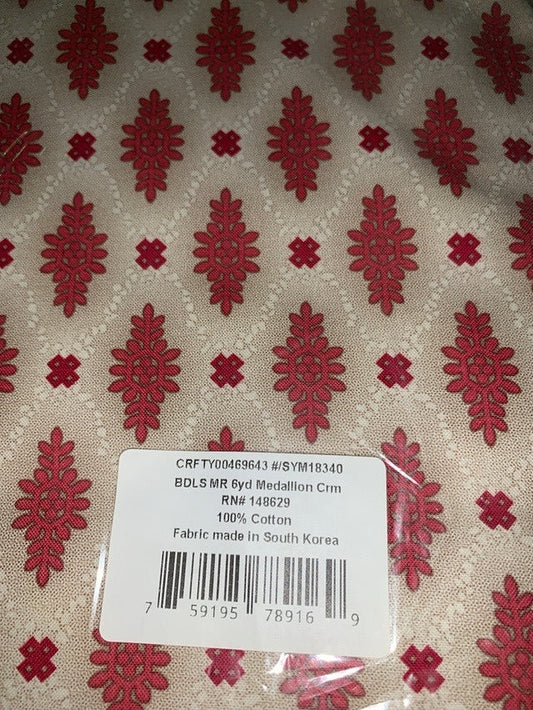 CRFTY00469643 #/SYM18340
BDLS MR 6yd Medallion Crm
RN# 148629
100% Cotton
Fabric made in South Korea
7 59195 78916 9